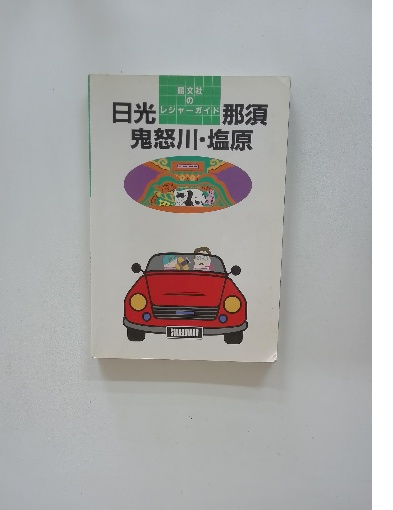 昭文社
の
レジャーガイド
日光 那須
鬼怒川・塩原